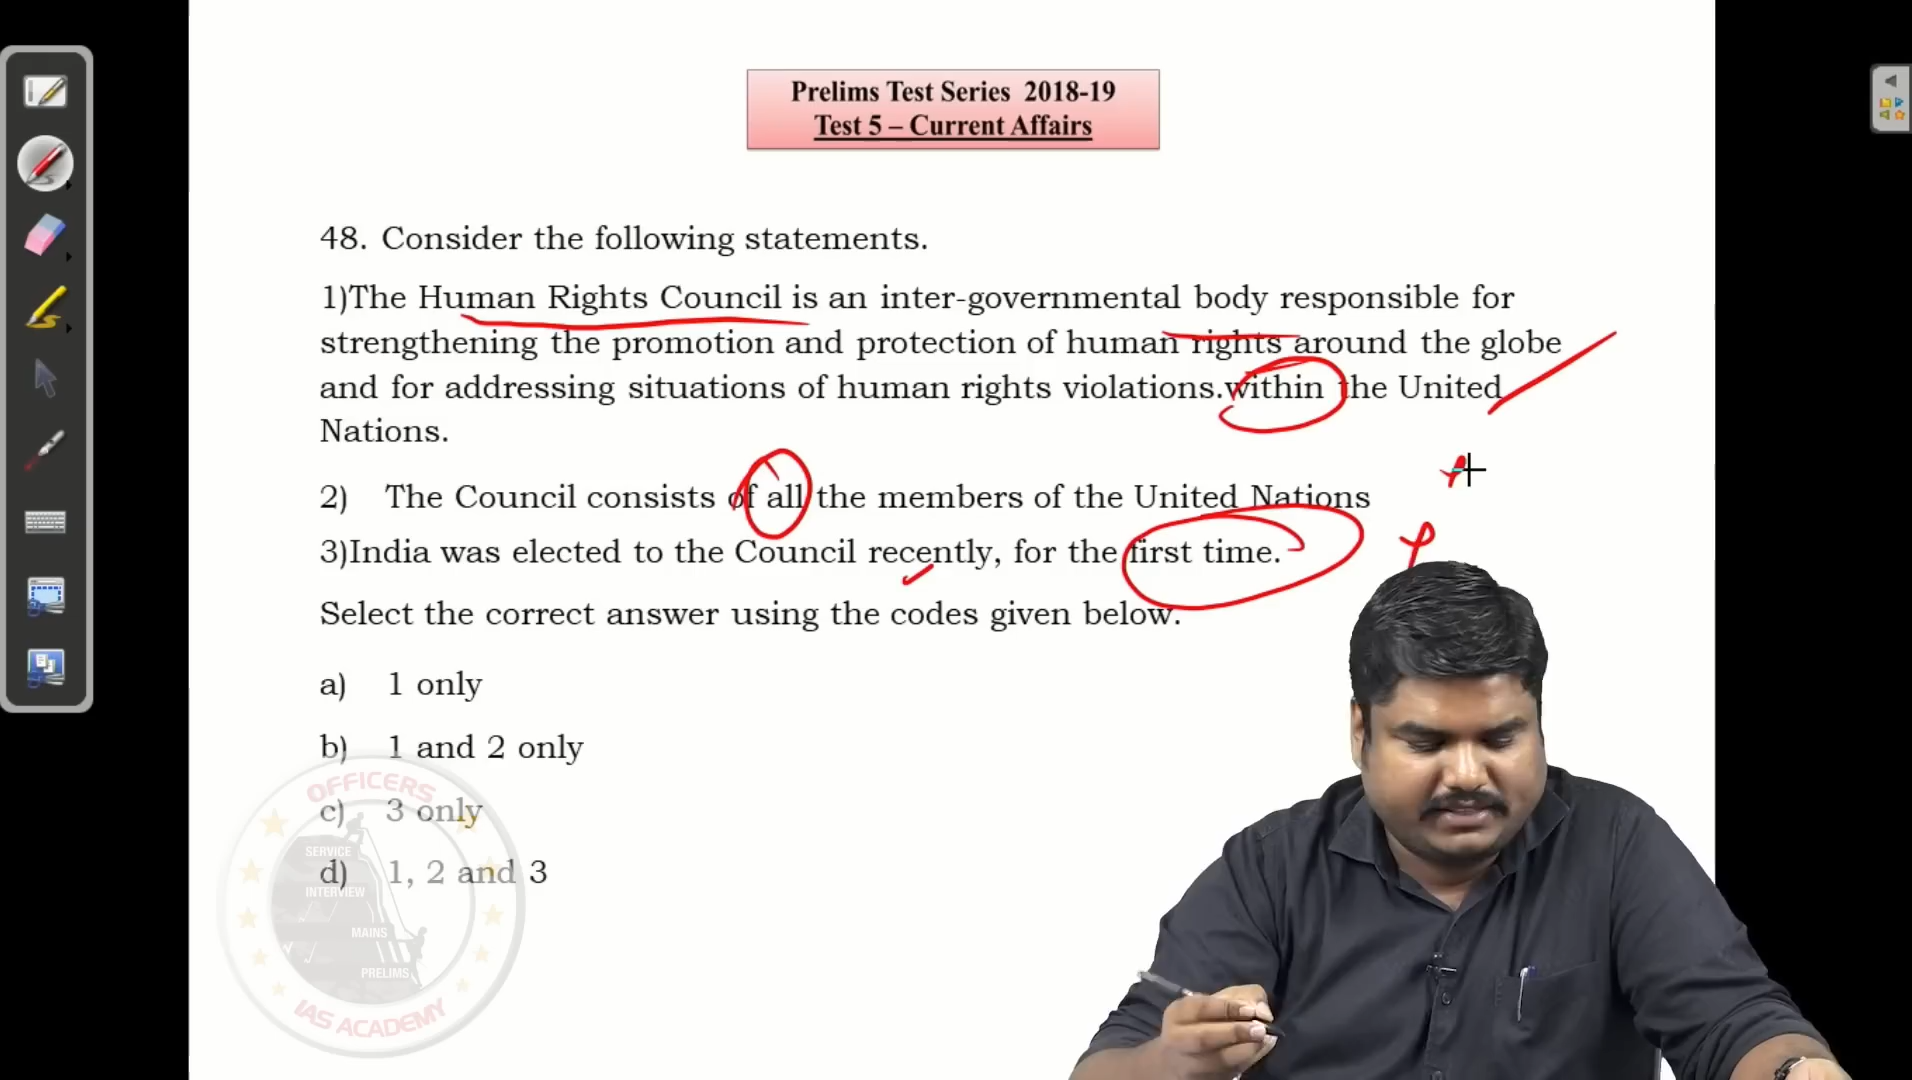 Prelims Test Series 2018-19
Test 5 – Current Affairs
48. Consider the following statements.
1)The Human Rights Council is an inter-governmental body responsible for
strengthening the promotion and protection of human rights around the globe
and for addressing situations of human rights violations.within the United
Nations.
2) The Council consists of all the members of the United Nations
3)India was elected to the Council recently, for the first time.
Select the correct answer using the codes given below.
a) 1 only
b) 1 and 2 only
c) 3 only
d) 1, 2 and 3
OFFICERS
SERVICE
INTERVIEW
MAINS
PRELIMS
IAS ACADEMY